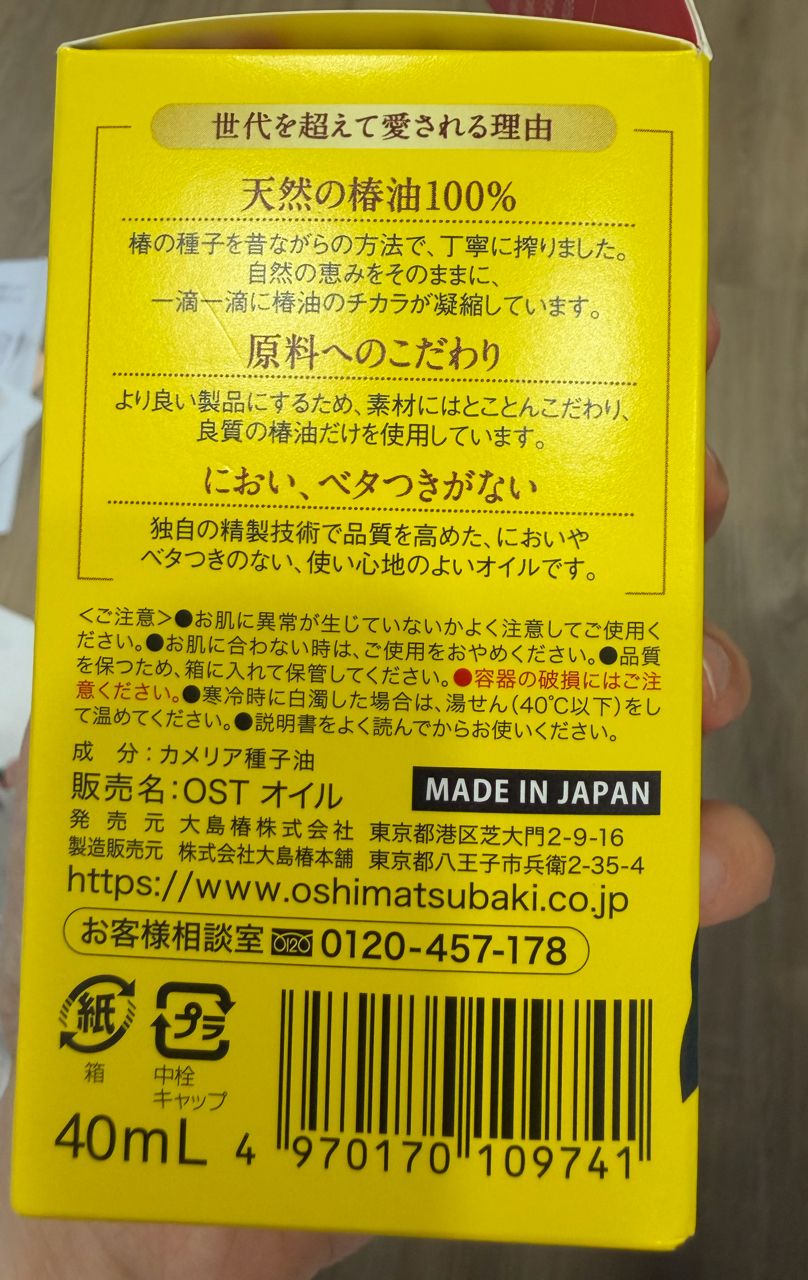 世代を超えて愛される理由
天然の椿油100%
椿の種子を昔ながらの方法で、丁寧に搾りました。
自然の恵みをそのままに、
一滴一滴に椿油のチカラが凝縮しています。
原料へのこだわり
より良い製品にするため、素材にはとことんこだわり、
良質の椿油だけを使用しています。
におい、ベタつきがない
独自の精製技術で品質を高めた、においや
ベタつきのない、使い心地のよいオイルです。
<ご注意>●お肌に異常が生じていないかよく注意してご使用く
ださい。●お肌に合わない時は、ご使用をおやめください。●品質
を保つため、箱に入れて保管してください。●容器の破損にはご注
意ください。●寒冷時に白濁した場合は、湯せん(40℃以下)をし
て温めてください。●説明書をよく読んでからお使いください。
成 分:カメリア種子油
販売名:OST オイル
MADE IN JAPAN
発 売 元 大島椿株式会社 東京都港区芝大門2-9-16
製造販売元 株式会社大島椿本舗 東京都八王子市兵衛2-35-4
https://www.oshimatsubaki.co.jp
お客様相談室 0120 0120-457-178
紙 プラ
箱 中栓
キャップ
40mL 4 970170 109741